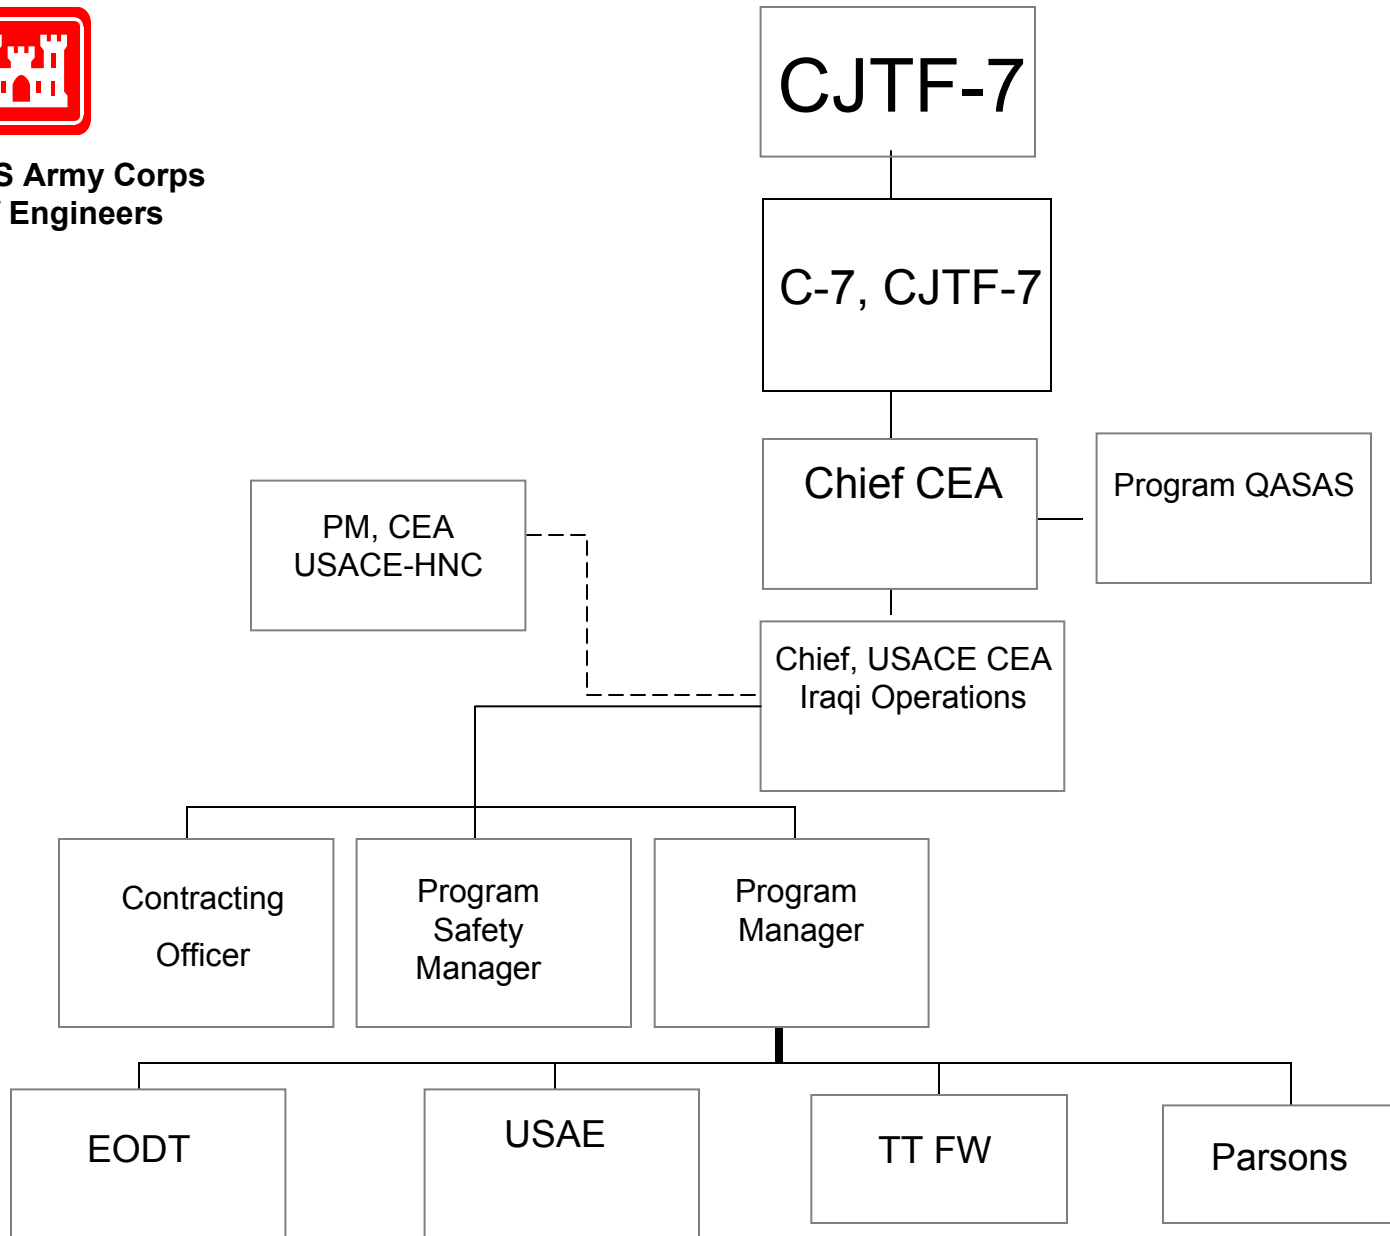 CJTF-7
S Army Corps
Engineers
C-7, CJTF-7
Chief CEA
Program QASAS
PM, CEA
USACE-HNC
Chief, USACE CEA
Iraqi Operations
Contracting
Officer
Program
Safety
Manager
Program
Manager
EODT
USAE
TT FW
Parsons